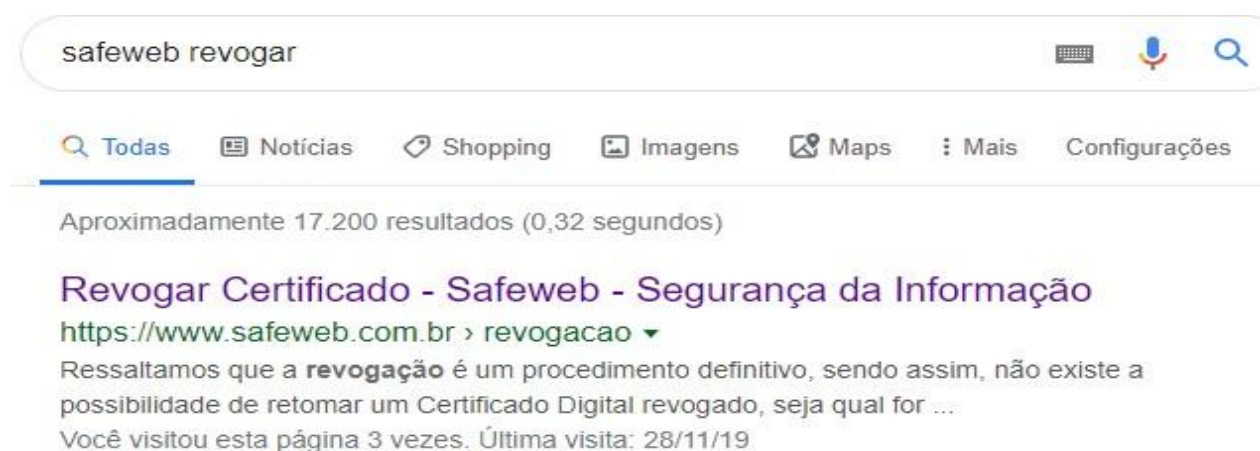 safeweb revogar
Todas Notícias Shopping Imagens Maps Mais Configurações
Aproximadamente 17.200 resultados (0,32 segundos)
Revogar Certificado - Safeweb - Segurança da Informação
https://www.safeweb.com.br › revogacao
Ressaltamos que a revogação é um procedimento definitivo, sendo assim, não existe a
possibilidade de retomar um Certificado Digital revogado, seja qual for ...
Você visitou esta página 3 vezes. Última visita: 28/11/19